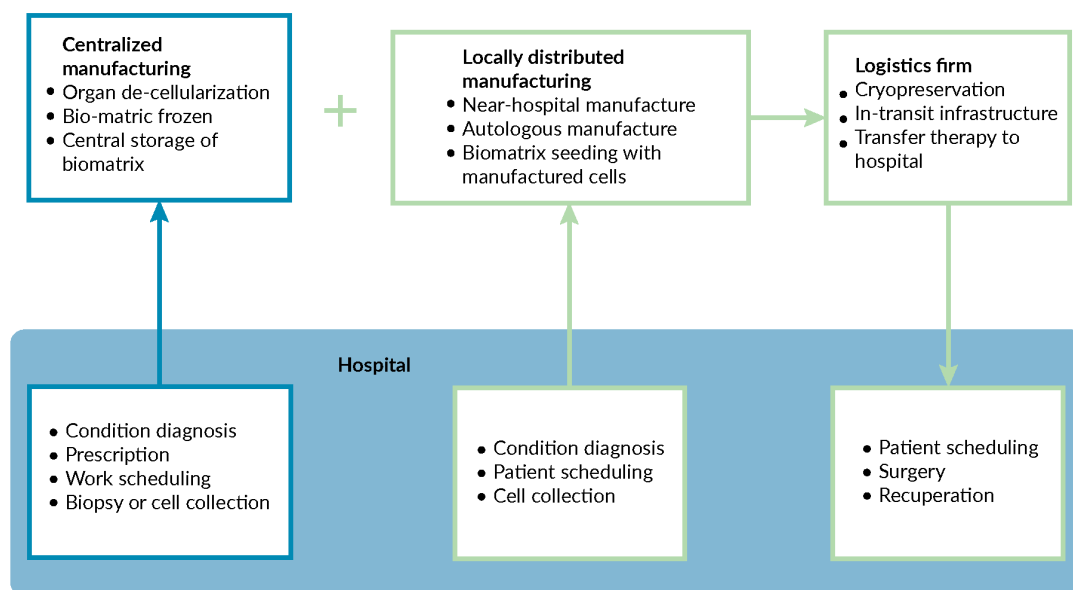 Centralized
manufacturing
• Organ de-cellularization
• Bio-matric frozen
• Central storage of
biomatrix
+
Locally distributed
manufacturing
• Near-hospital manufacture
• Autologous manufacture
• Biomatrix seeding with
manufactured cells
Logistics firm
• Cryopreservation
• In-transit infrastructure
• Transfer therapy to
hospital
Hospital
• Condition diagnosis
• Prescription
• Work scheduling
• Biopsy or cell collection
• Condition diagnosis
• Patient scheduling
• Cell collection
• Patient scheduling
• Surgery
• Recuperation